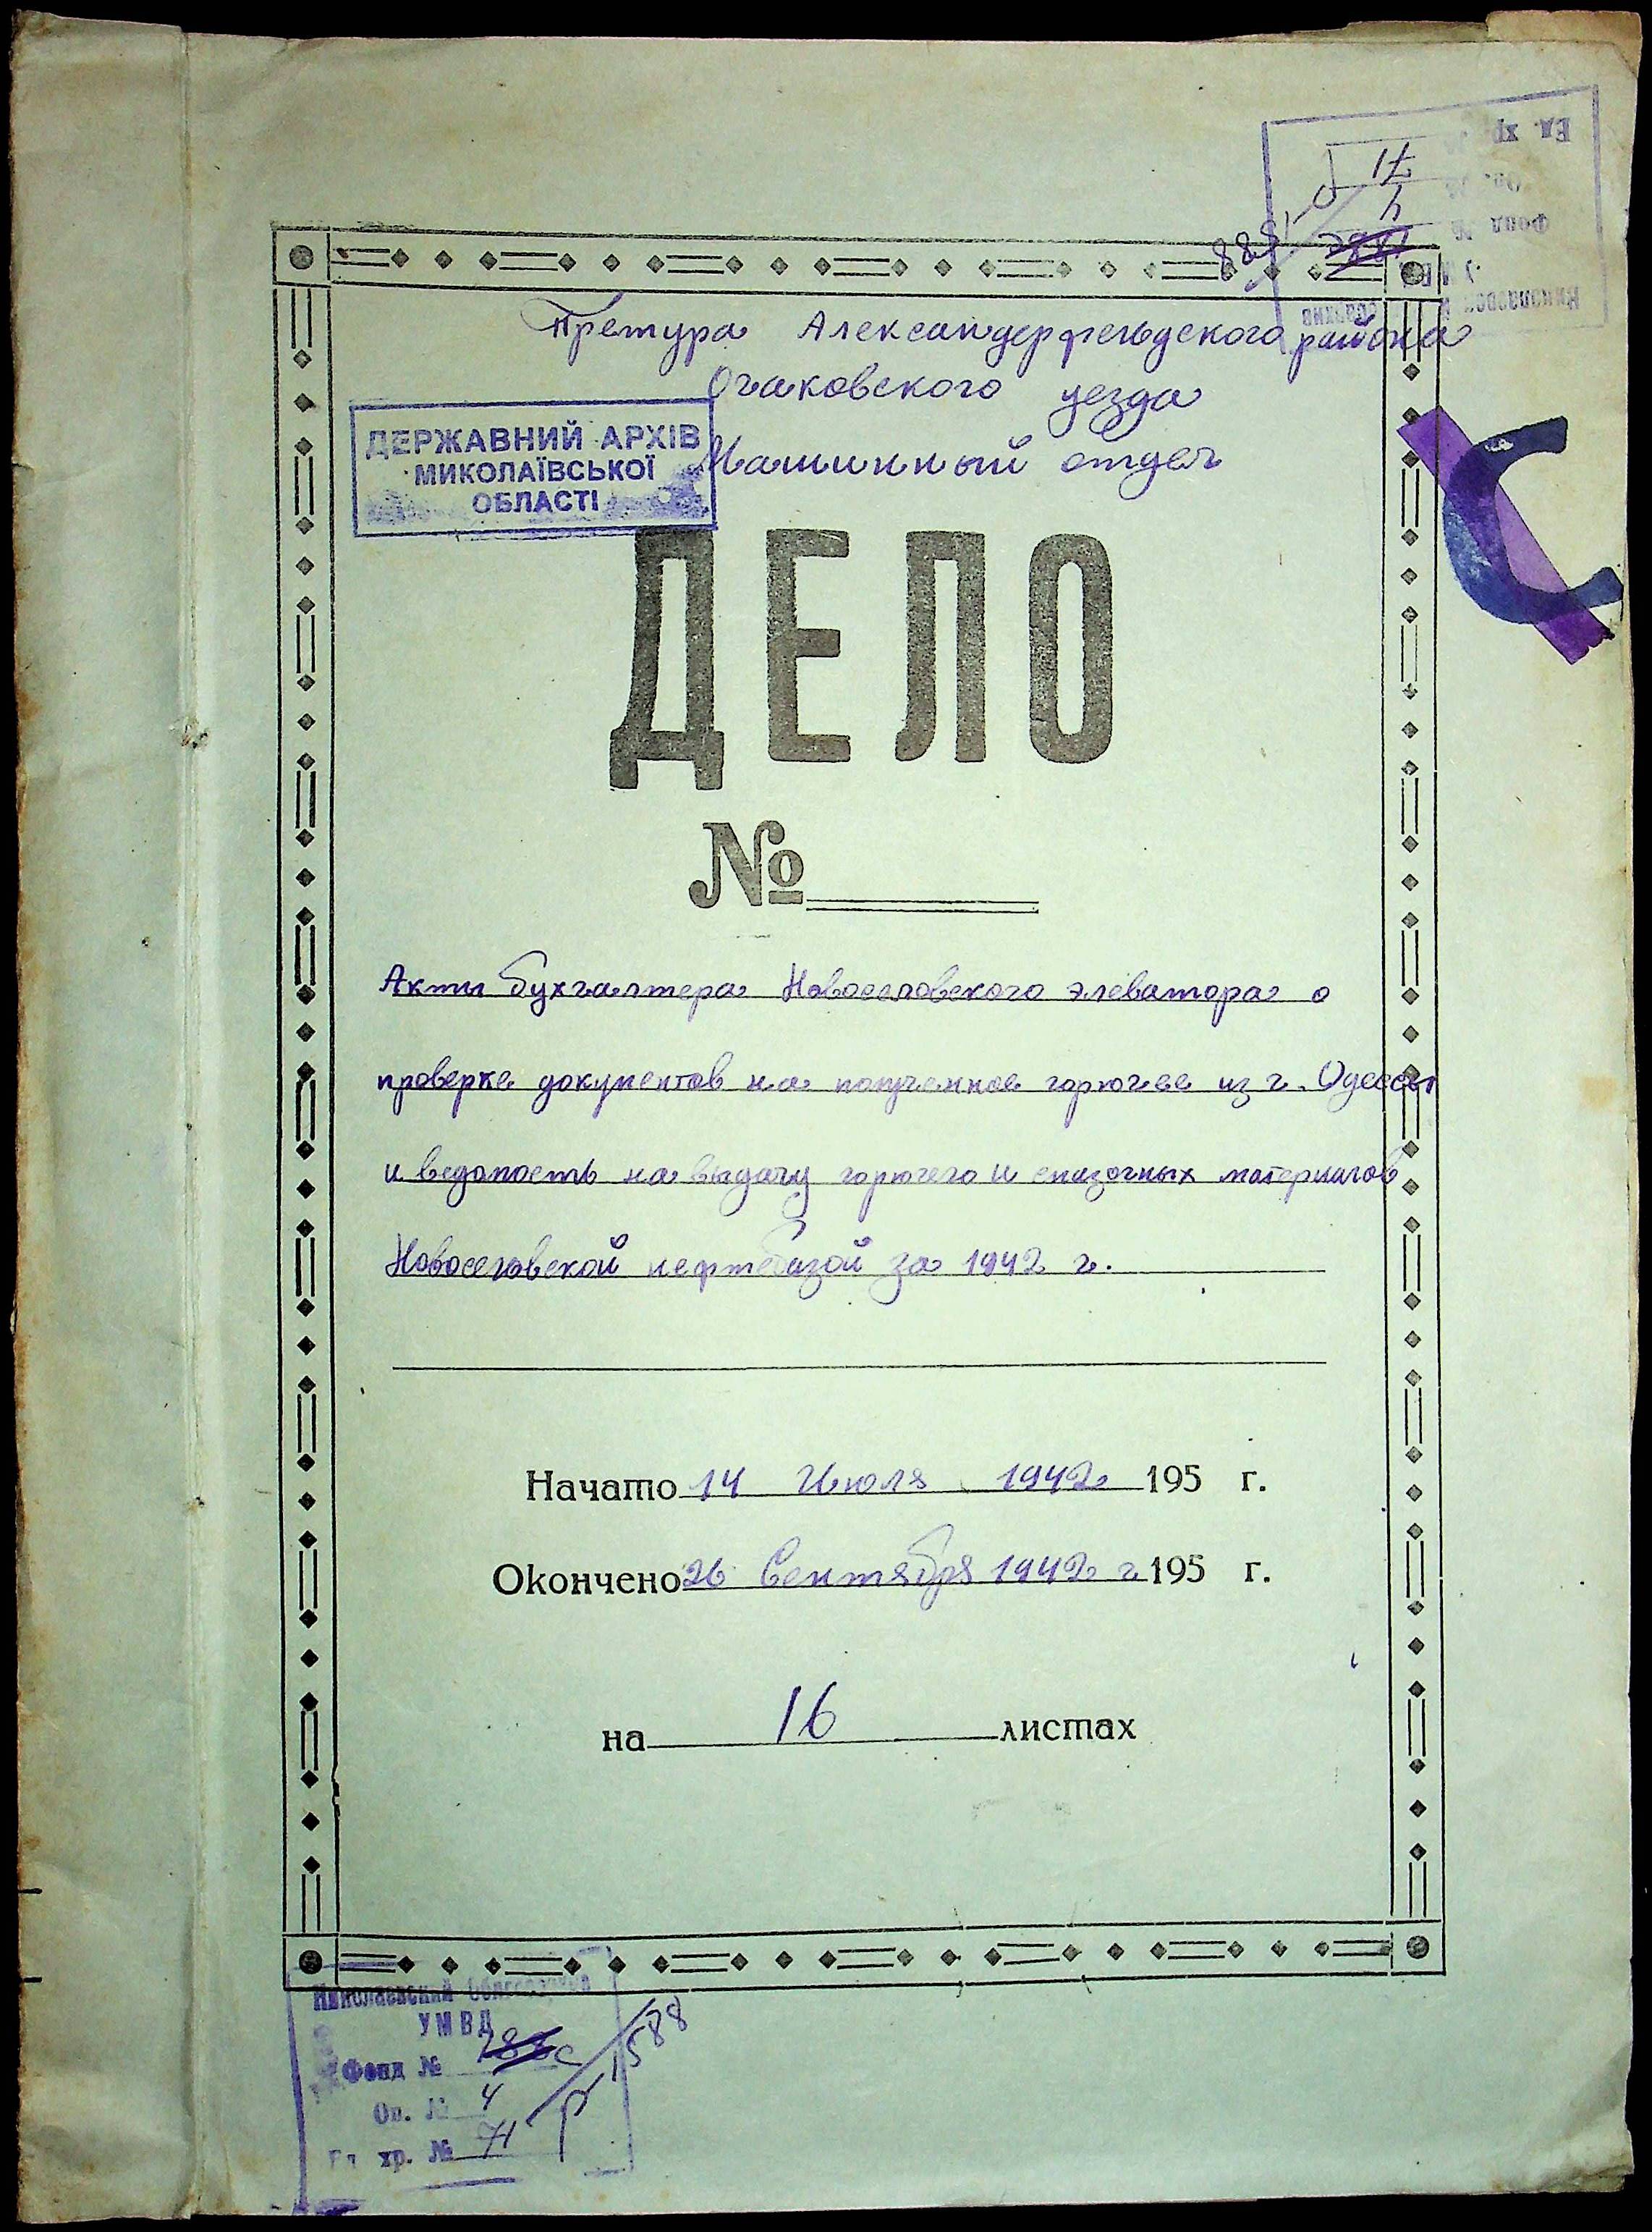 Претура Александерфельдского района
Очаковского уезда
ДЕРЖАВНИЙ АРХІВ
МИКОЛАЇВСЬКОЇ
ОБЛАСТІ
Машинный отдел
ДЕЛО
№
Акты бухгалтера Новоселовского элеватора о
проверке документов на полученное горючее из г. Одессы
и ведомость на выдачу горючего и смазочных материалов
Новоселовской нефтебазой за 1942 г.
Начато 14 Июля 1942 195 г.
Окончено 26 Сентября 1942 г 195 г.
на 16 листах
Николаевский Облгосархив
УМВД
Фонд №
Оп. № 4
Ед. хр. № 71
р-1588